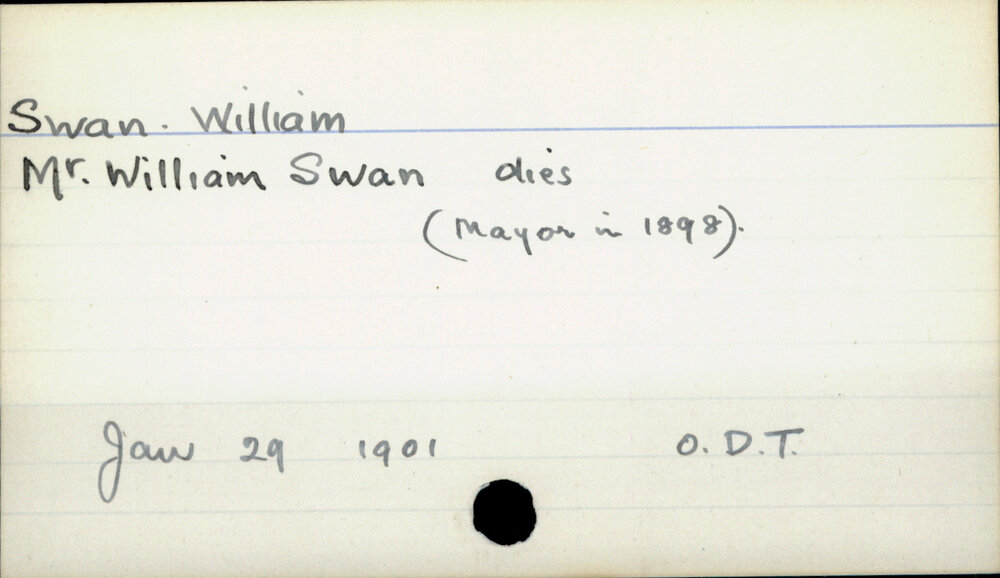 Swan. William
Mr. William Swan dies
(Mayor in 1898).
Jan 29 1901 O.D.T.